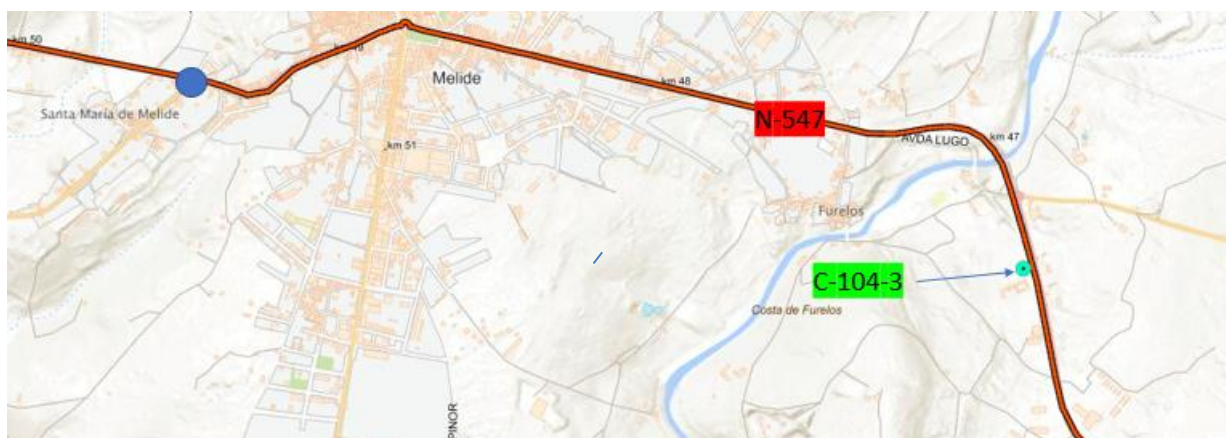 km 50
Melide
km 48
Santa María de Melide
N-547
km 47
AVDA LUGO
km 51
Furelos
C-104-3
Costa de Furelos
PINOR